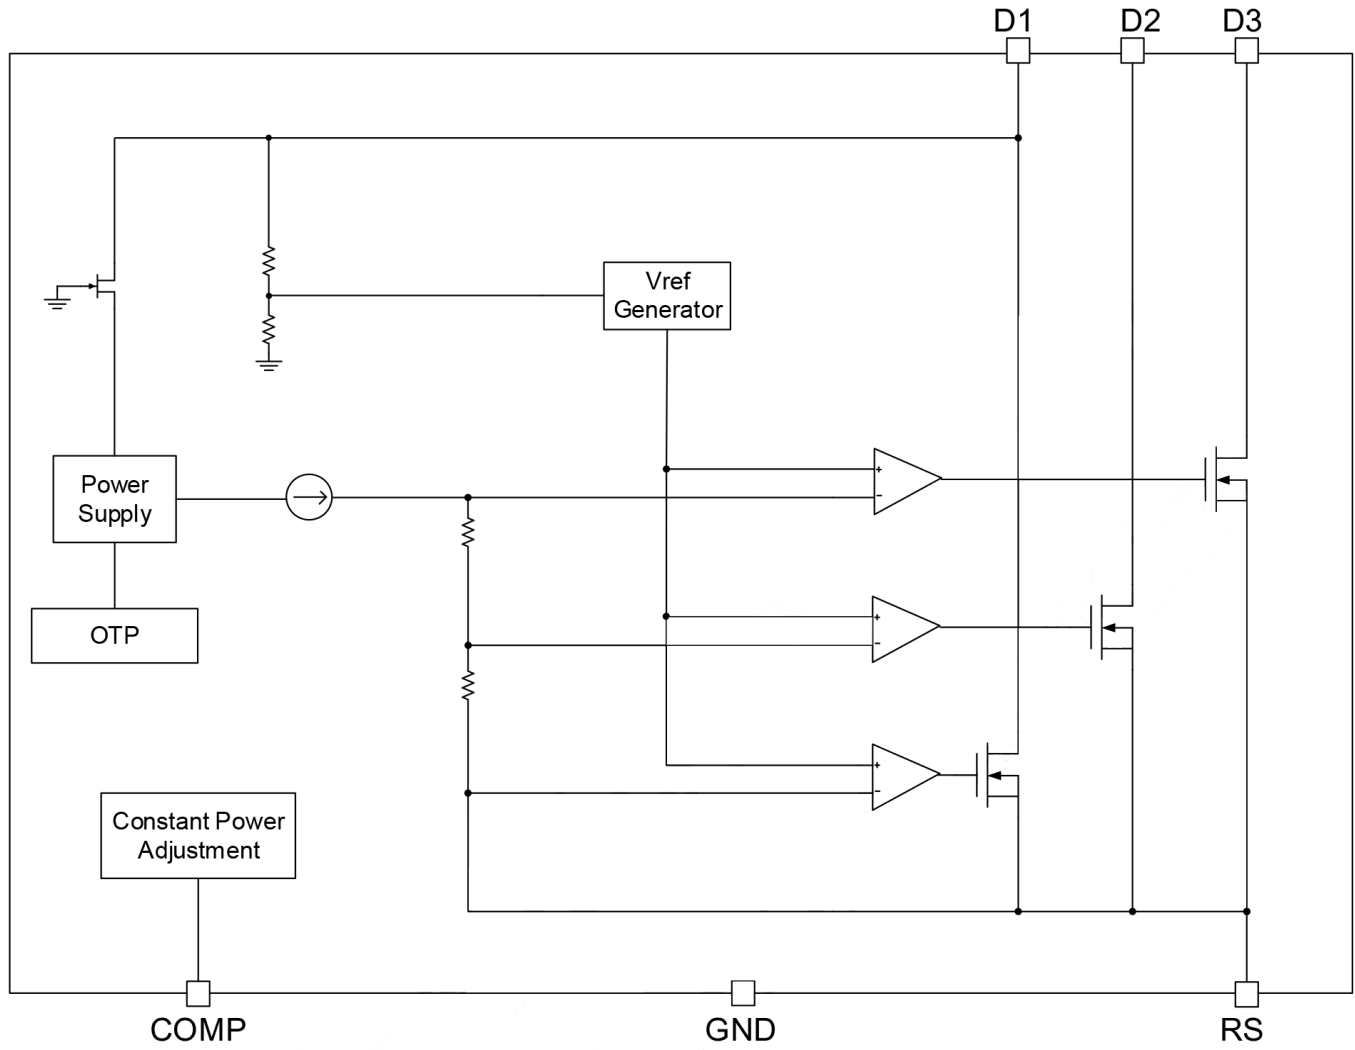 D1 D2 D3
Vref
Generator
+
-
Power
Supply
+
-
OTP
+
-
Constant Power
Adjustment
COMP GND RS